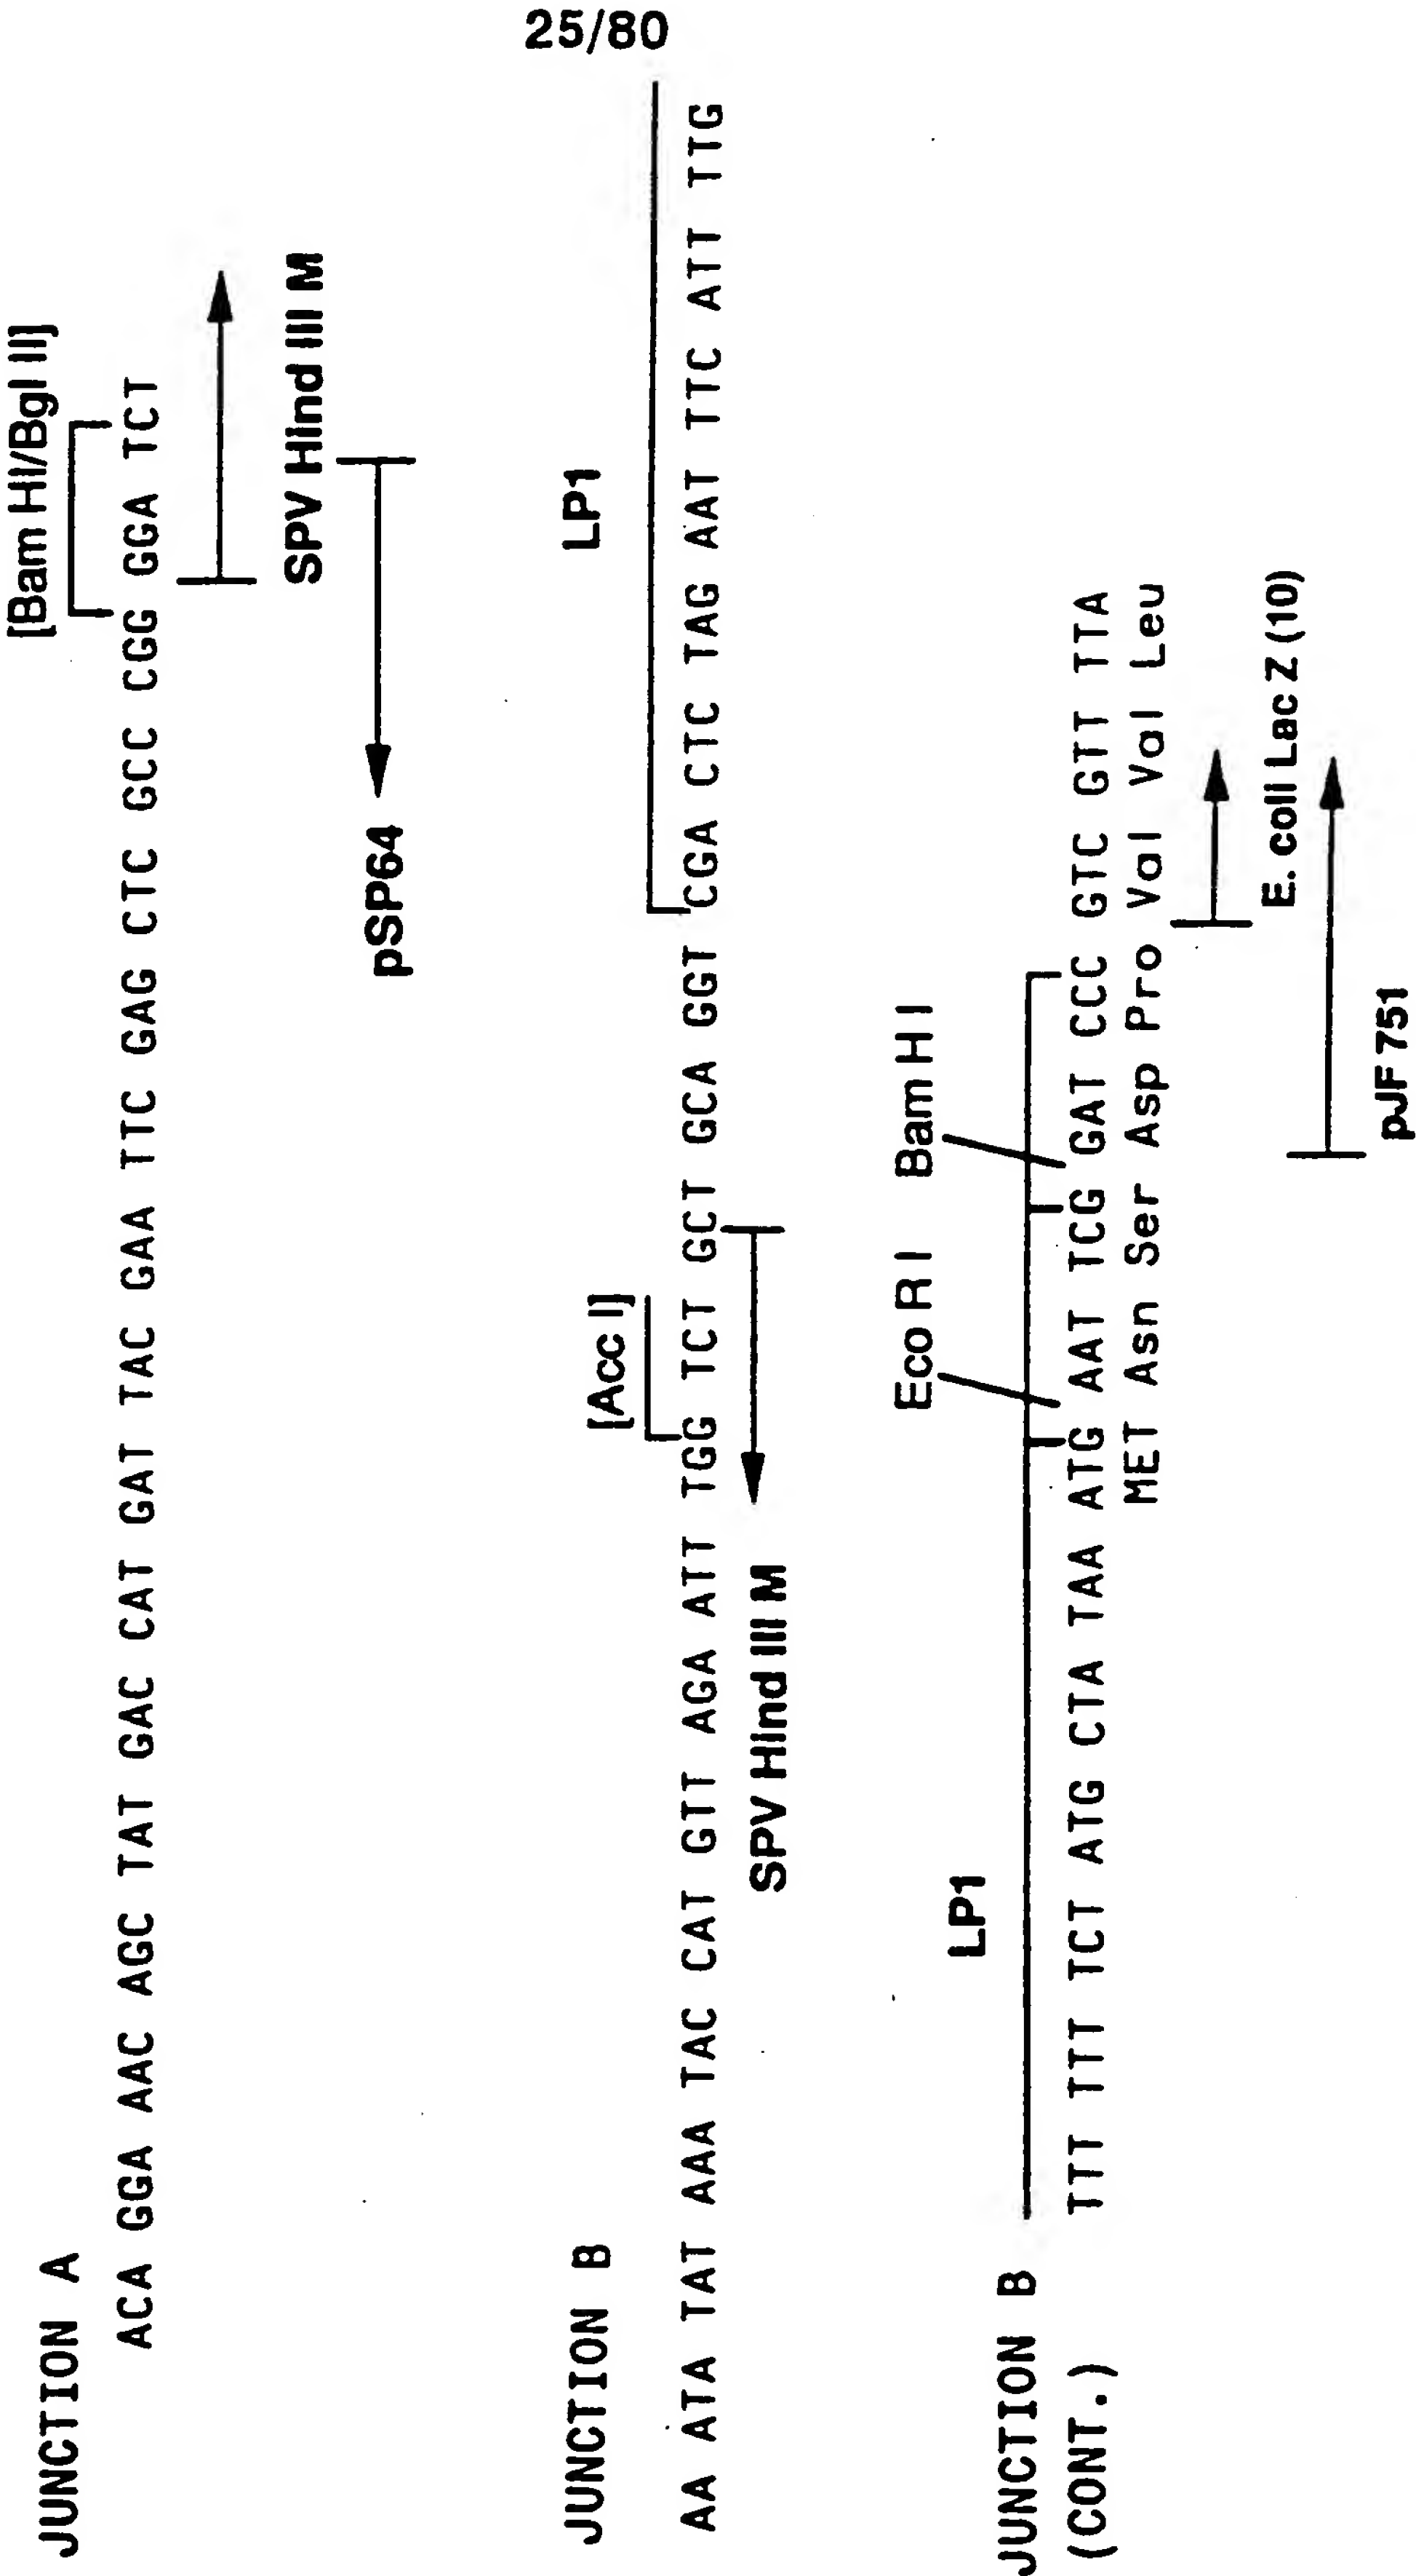 25/80
JUNCTION A
[Bam HI/Bgl II]
ACA GGA AAC AGC TAT GAC CAT GAT TAC GAA TTC GAG CTC GCC CGG GGA TCT
SPV Hind III M
pSP64
JUNCTION B
[Acc I]
LP1
AA ATA TAT AAA TAC CAT GTT AGA ATT TGG TCT GCT GCA GGT CGA CTC TAG AAT TTC ATT TTG
SPV Hind III M
JUNCTION B
(CONT.)
LP1
Eco R I
Bam H I
TTT TTT TCT ATG CTA TAA ATG AAT TCG GAT CCC GTC GTT TTA
MET Asn Ser Asp Pro Val Val Leu
E. coli Lac Z (10)
pJF 751